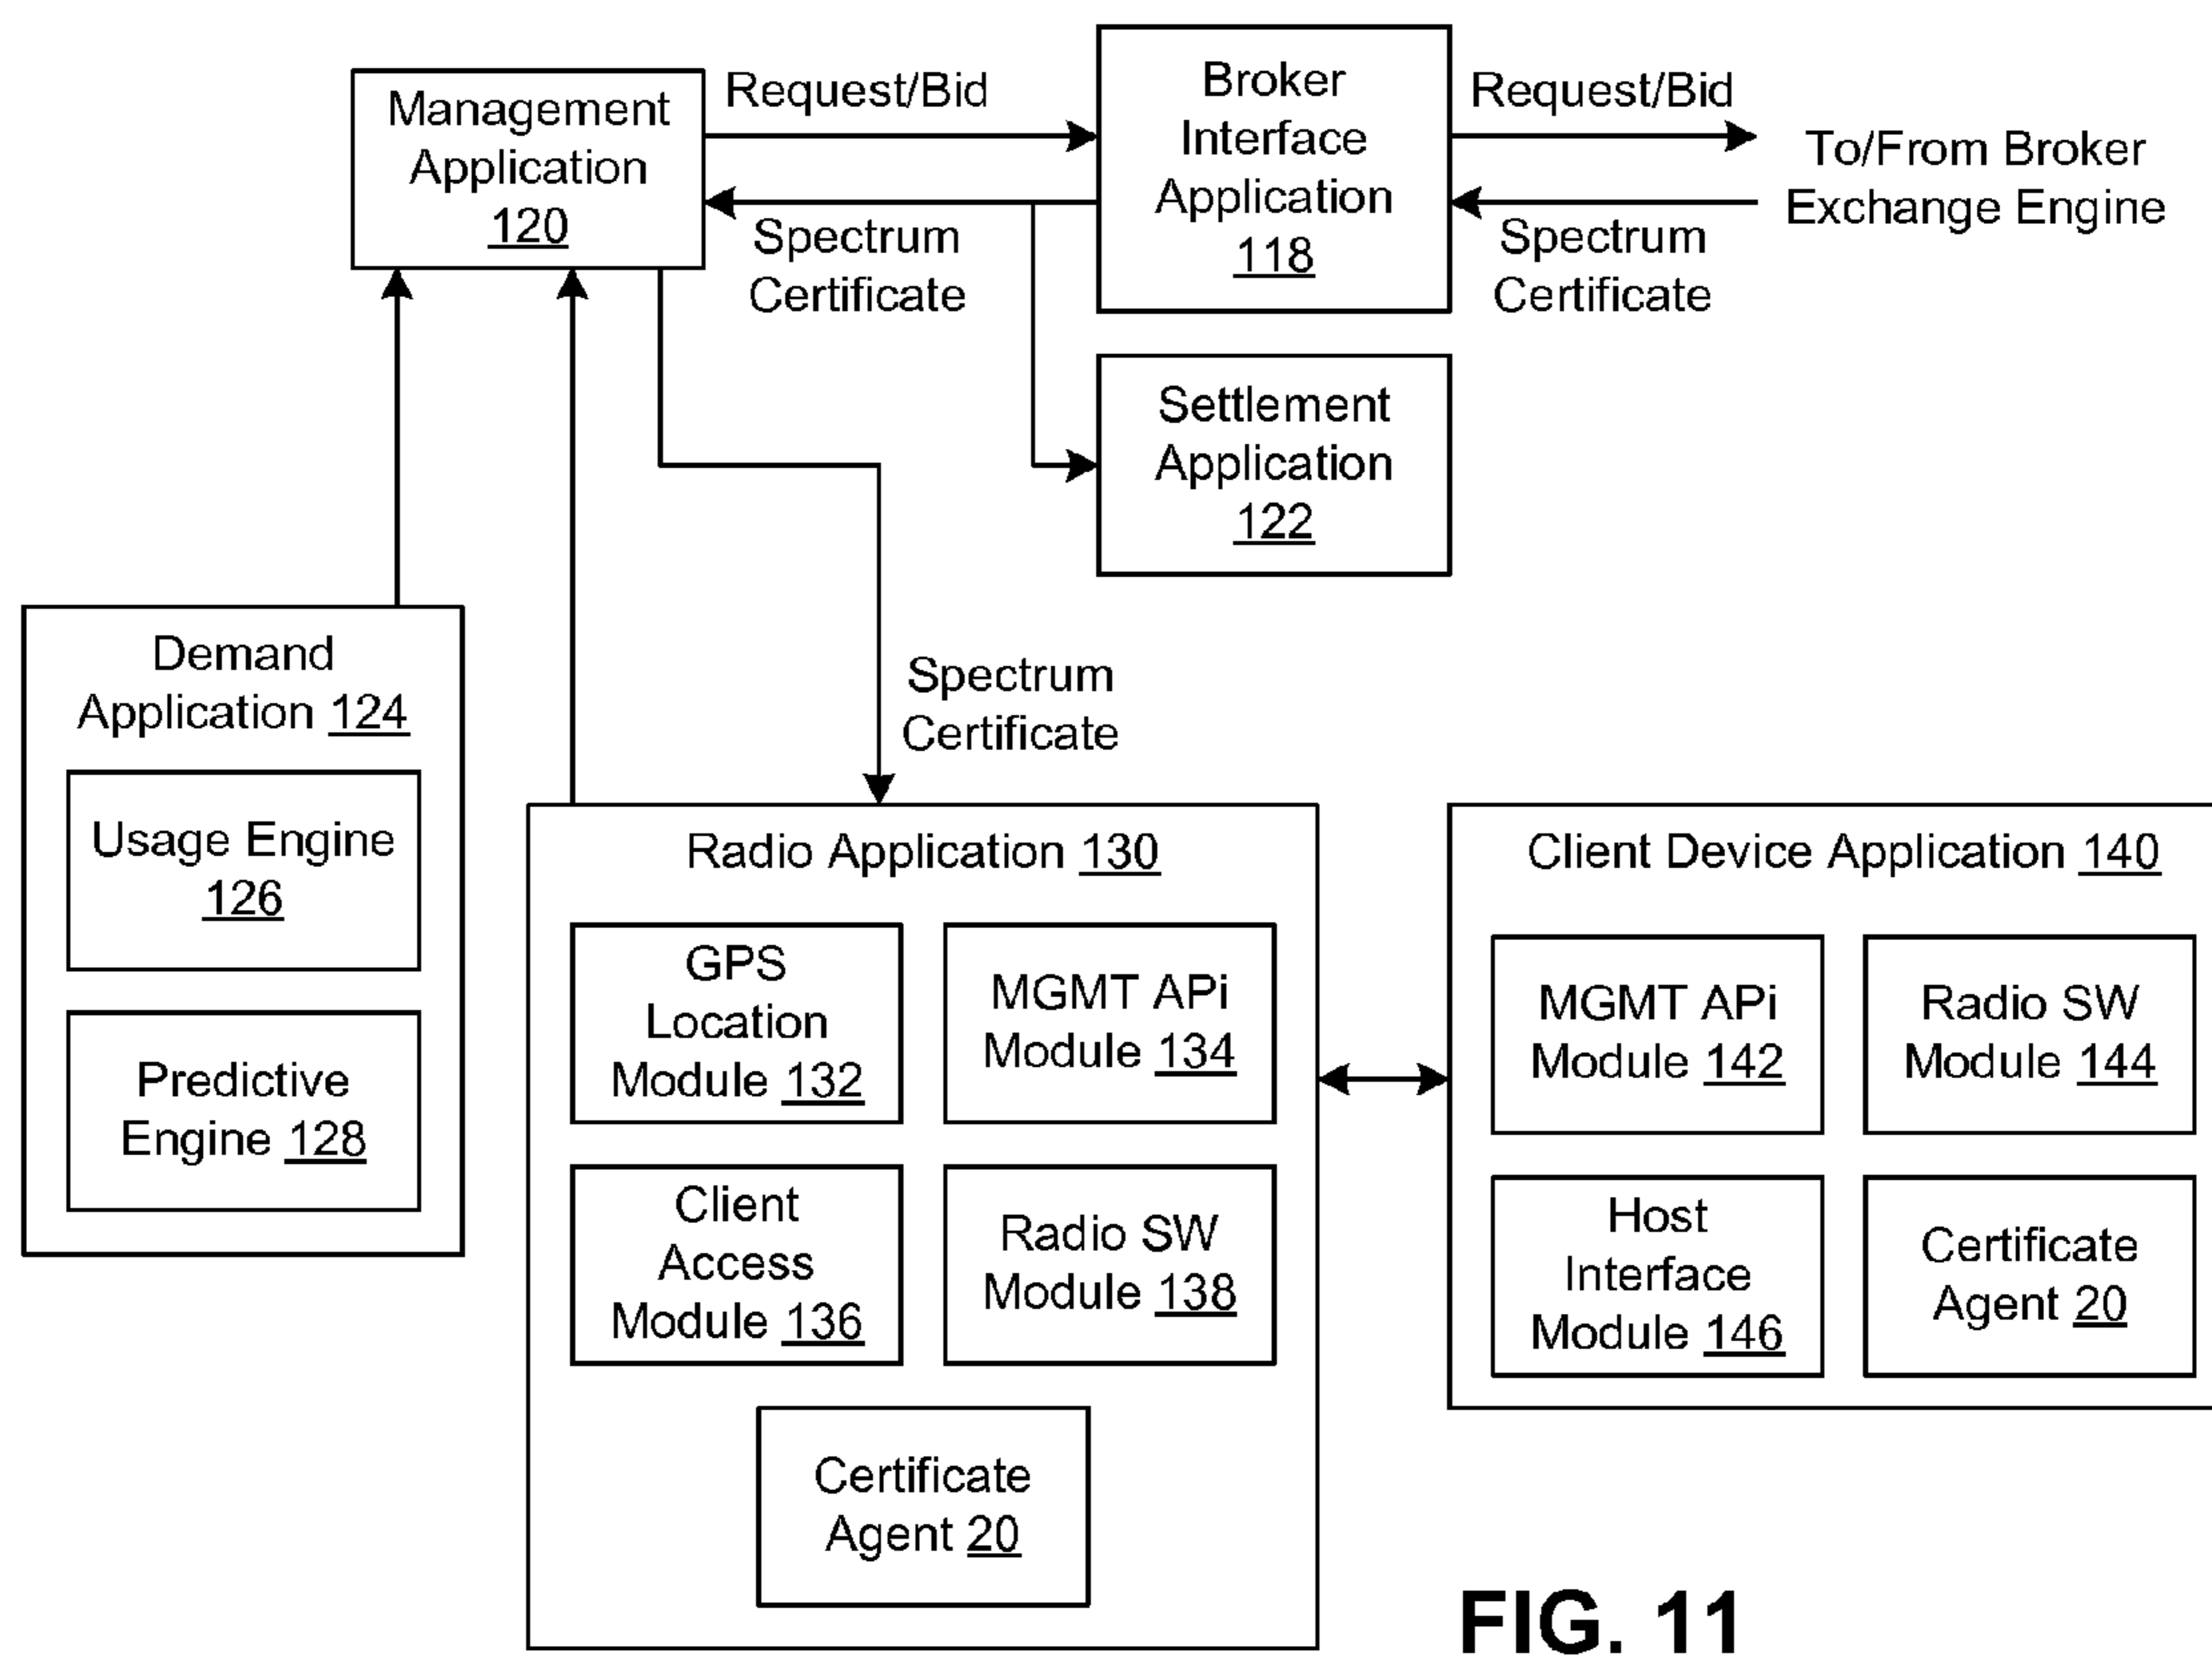 Management
Application
120
Request/Bid
Spectrum
Certificate
Broker
Interface
Application
118
Request/Bid
Spectrum
Certificate
To/From Broker
Exchange Engine
Settlement
Application
122
Demand
Application 124
Usage Engine
126
Predictive
Engine 128
Spectrum
Certificate
Radio Application 130
GPS
Location
Module 132
MGMT APi
Module 134
Client
Access
Module 136
Radio SW
Module 138
Certificate
Agent 20
Client Device Application 140
MGMT APi
Module 142
Radio SW
Module 144
Host
Interface
Module 146
Certificate
Agent 20
FIG. 11